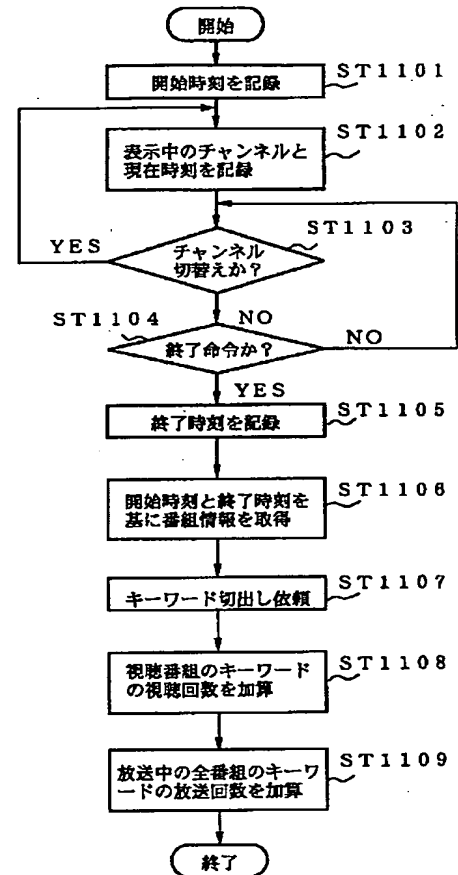 開始
開始時刻を記録
ST1101
表示中のチャンネルと
現在時刻を記録
ST1102
チャンネル
切替えか?
ST1103
YES
NO
終了命令か?
ST1104
NO
YES
終了時刻を記録
ST1105
開始時刻と終了時刻を
基に番組情報を取得
ST1106
キーワード切出し依頼
ST1107
視聴番組のキーワード
の視聴回数を加算
ST1108
放送中の全番組のキーワ
ードの放送回数を加算
ST1109
終了